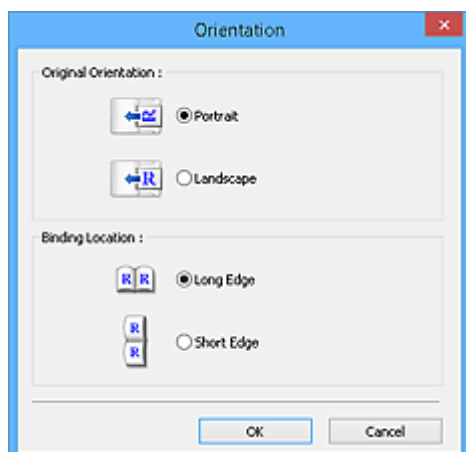 Orientation
Original Orientation :
R
Portrait
R
Landscape
Binding Location :
R R
Long Edge
R
R
Short Edge
OK
Cancel